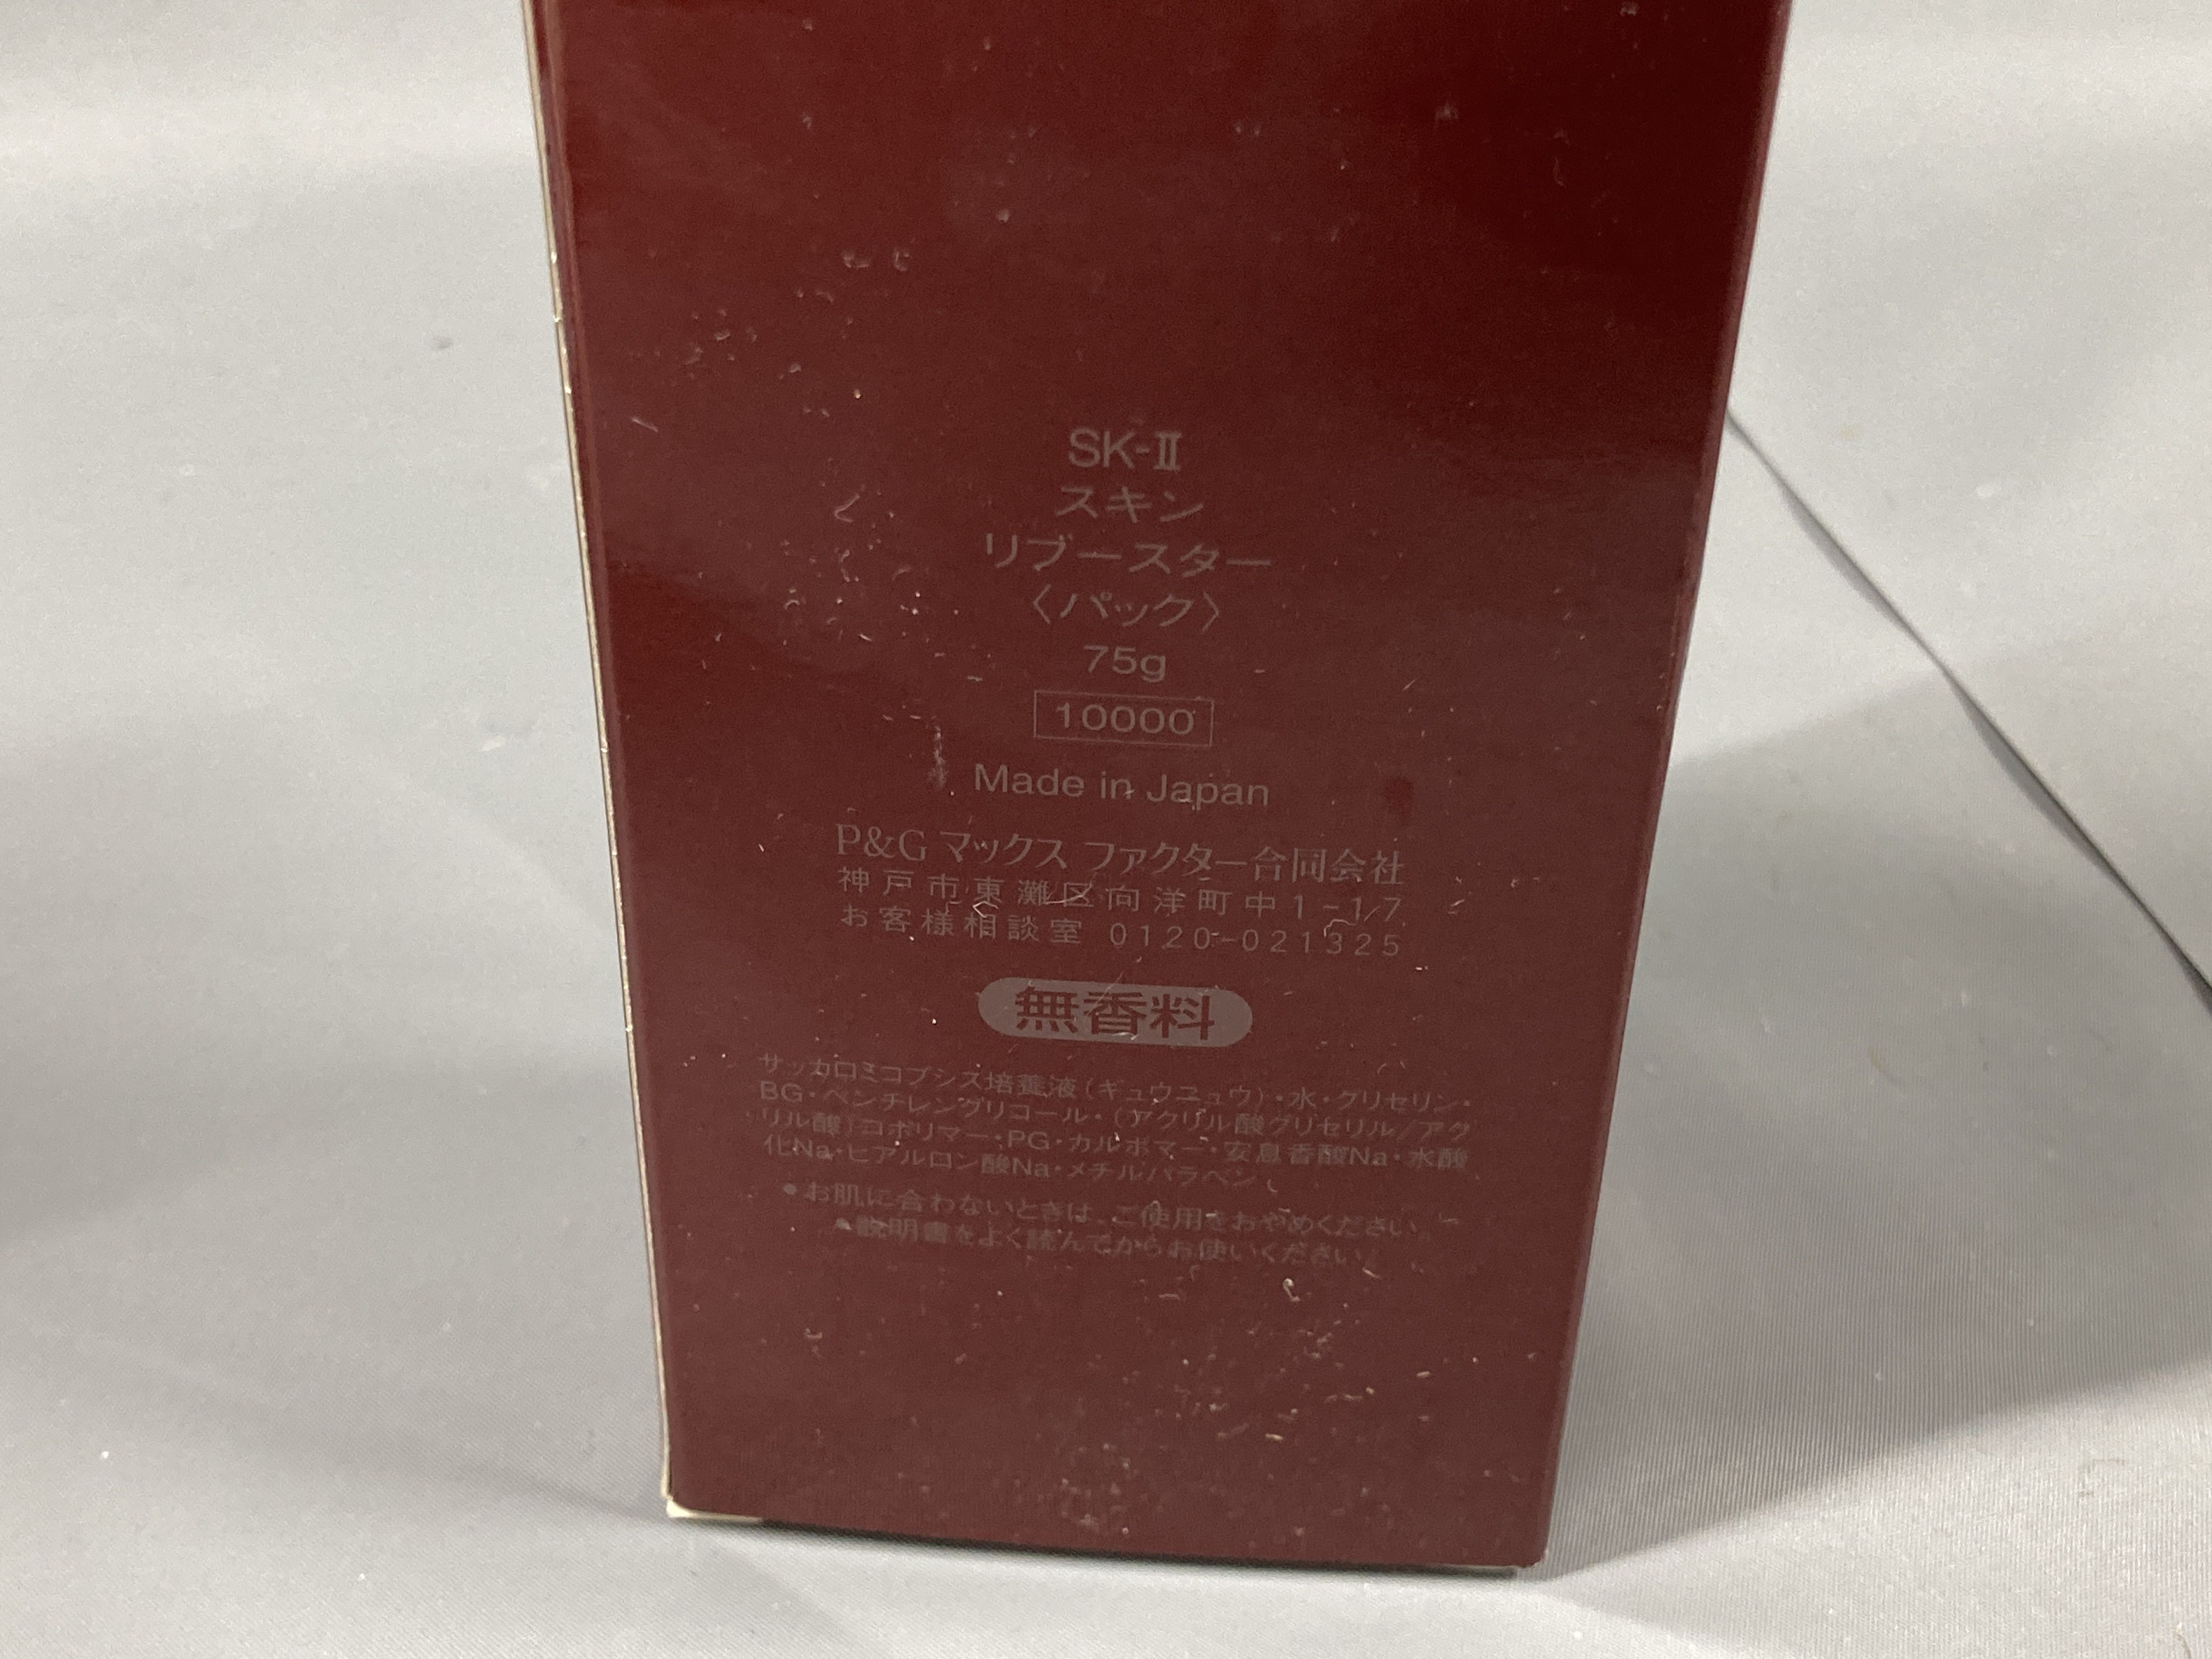 SK-Ⅱ
スキン
リブースター
〈パック〉
75g
10000
Made in Japan
P&G マックス ファクター合同会社
神戸市東灘区向洋町中1-17
お客様相談室 0120-021325
無香料
サッカロミコプシス培養液(ギュウニュウ)・水・グリセリン・
BG・ペンチレングリコール・(アクリル酸グリセリル/アク
リル酸)コポリマー・PG・カルボマー・安息香酸Na・水酸
化Na・ヒアルロン酸Na・メチルパラベン
●お肌に合わないときは、ご使用をおやめください。
●説明書をよく読んでからお使いください。